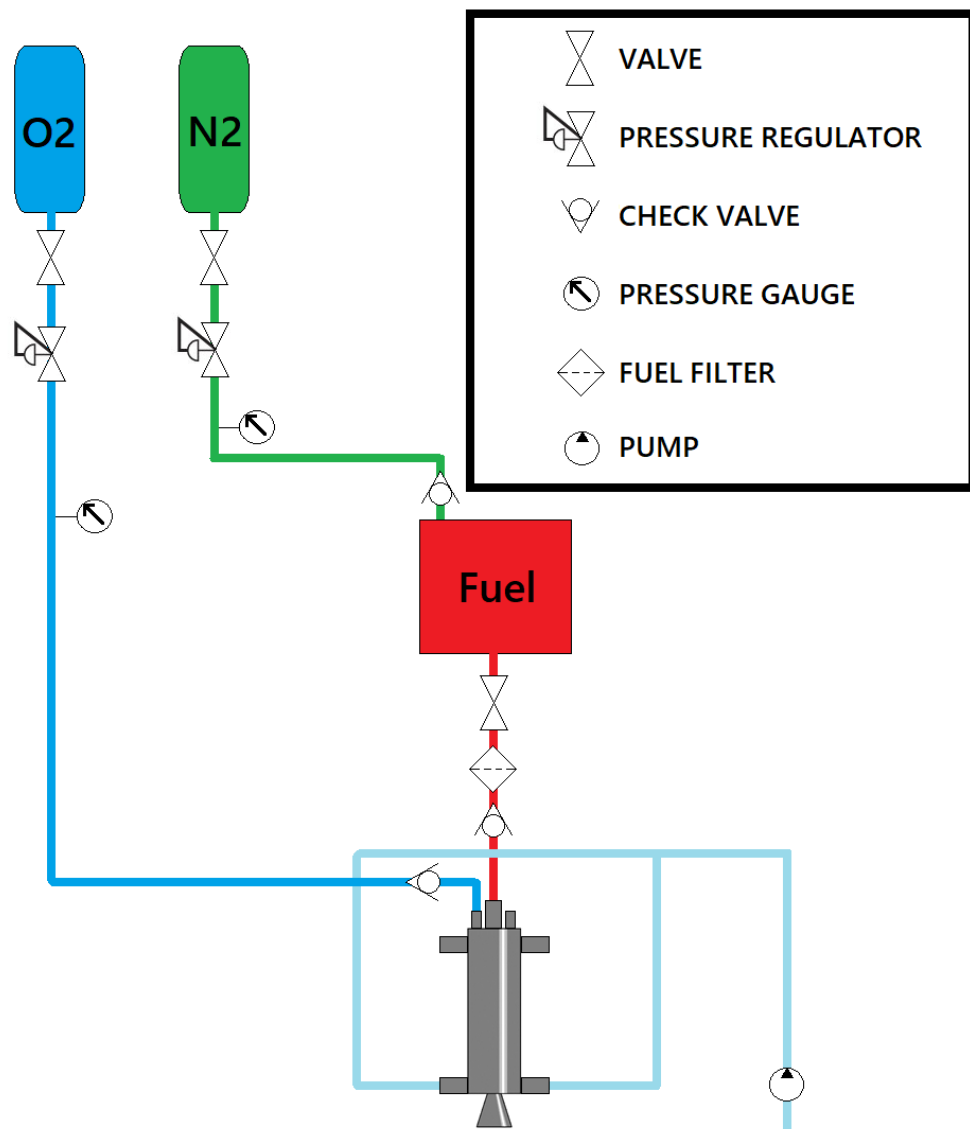 O2
N2
VALVE
PRESSURE REGULATOR
CHECK VALVE
PRESSURE GAUGE
FUEL FILTER
PUMP
Fuel